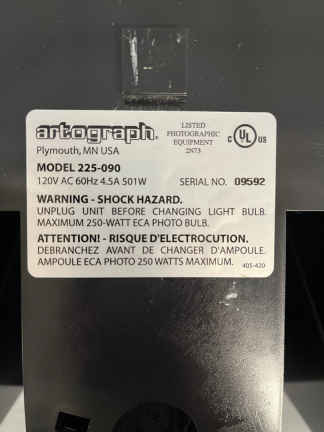 artograph®
Plymouth, MN USA
LISTED
PHOTOGRAPHIC
EQUIPMENT
2N73
C UL US
MODEL 225-090
120V AC 60Hz 4.5A 501W
SERIAL NO. 09592
WARNING - SHOCK HAZARD.
UNPLUG UNIT BEFORE CHANGING LIGHT BULB.
MAXIMUM 250-WATT ECA PHOTO BULB.
ATTENTION! - RISQUE D'ELECTROCUTION.
DEBRANCHEZ AVANT DE CHANGER D'AMPOULE.
AMPOULE ECA PHOTO 250 WATTS MAXIMUM.
405-420